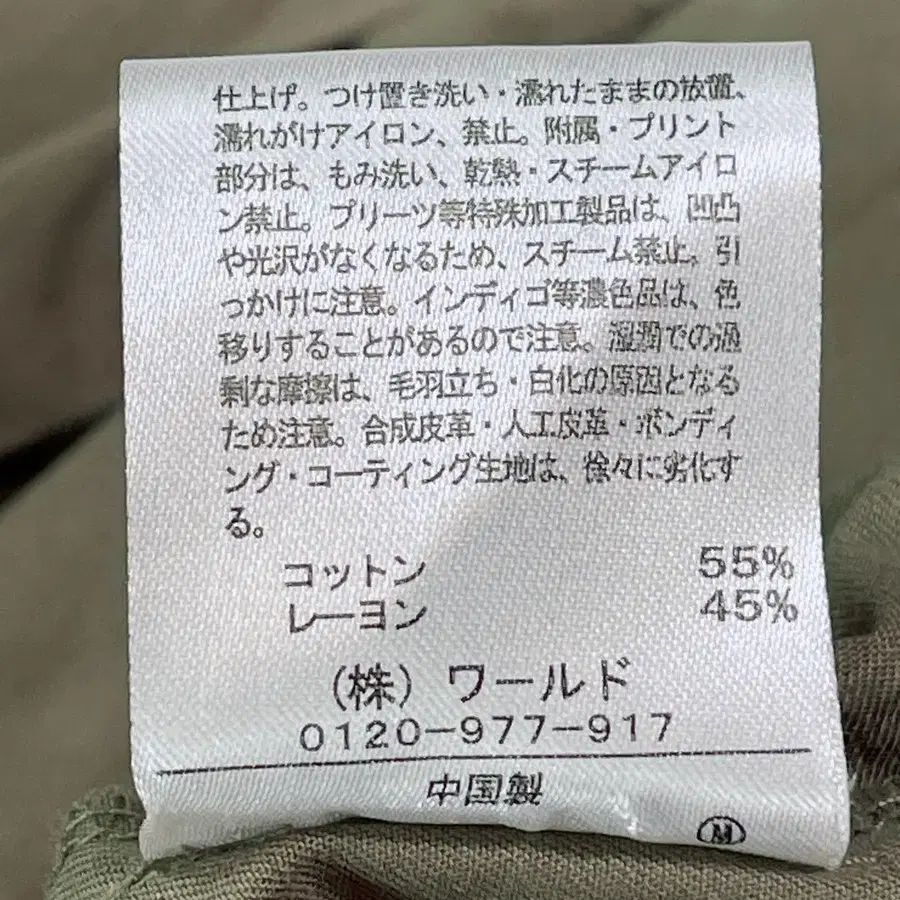 仕上げ。つけ置き洗い・濡れたままの放置、
濡れがけアイロン、禁止。附属・プリント
部分は、もみ洗い、乾熱・スチームアイロ
ン禁止。プリーツ等特殊加工製品は、凹凸
や光沢がなくなるため、スチーム禁止。引
っかけに注意。インディゴ等濃色品は、色
移りすることがあるので注意。湿潤での過
剰な摩擦は、毛羽立ち・白化の原因となる
ため注意。合成皮革・人工皮革・ボンディ
ング・コーティング生地は、徐々に劣化す
る。
コットン 55%
レーヨン 45%
(株) ワールド
0120-977-917
中国製
M